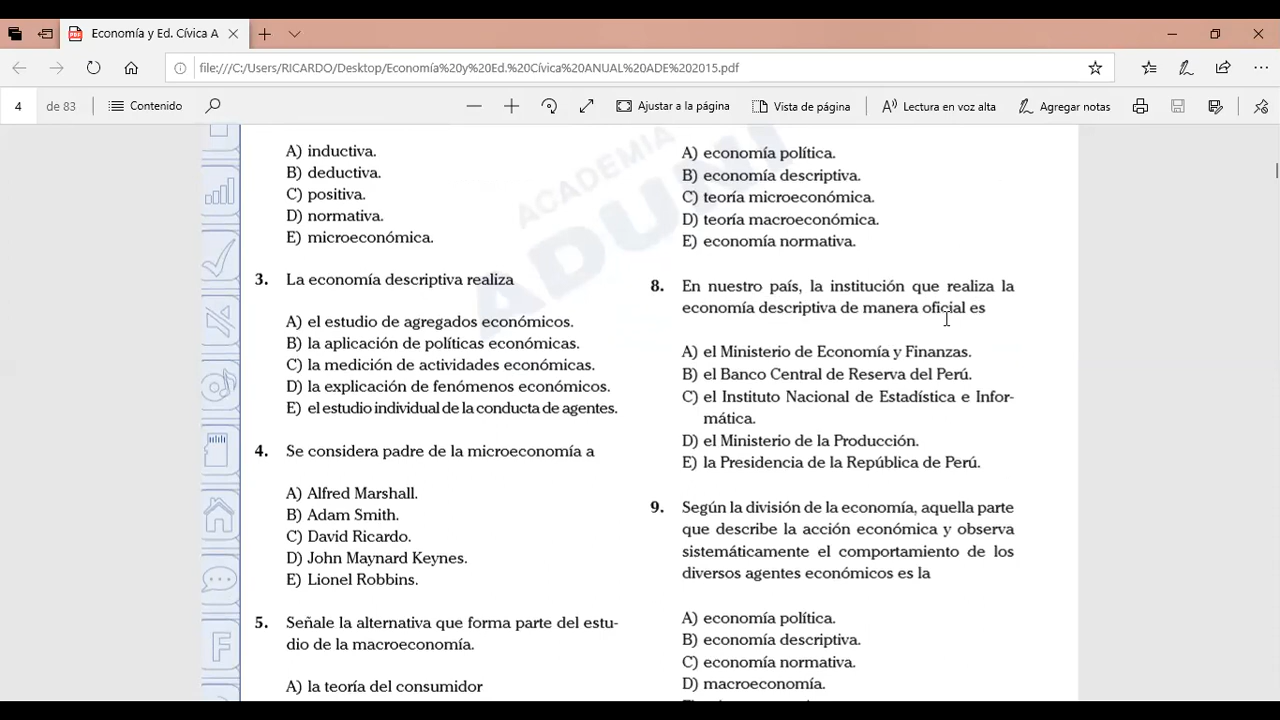 Economía y Ed. Cívica A
file:///C:/Users/RICARDO/Desktop/Economía%20y%20Ed.%20Cívica%20ANUAL%20ADE%202015.pdf
4 de 83 Contenido Ajustar a la página Vista de página Lectura en voz alta Agregar notas
ACADEMIA
ADUNI
A) inductiva.
B) deductiva.
C) positiva.
D) normativa.
E) microeconómica.
3. La economía descriptiva realiza
A) el estudio de agregados económicos.
B) la aplicación de políticas económicas.
C) la medición de actividades económicas.
D) la explicación de fenómenos económicos.
E) el estudio individual de la conducta de agentes.
4. Se considera padre de la microeconomía a
A) Alfred Marshall.
B) Adam Smith.
C) David Ricardo.
D) John Maynard Keynes.
E) Lionel Robbins.
5. Señale la alternativa que forma parte del estu-
dio de la macroeconomía.
A) la teoría del consumidor
A) economía política.
B) economía descriptiva.
C) teoría microeconómica.
D) teoría macroeconómica.
E) economía normativa.
8. En nuestro país, la institución que realiza la
economía descriptiva de manera oficial es
A) el Ministerio de Economía y Finanzas.
B) el Banco Central de Reserva del Perú.
C) el Instituto Nacional de Estadística e Infor-
mática.
D) el Ministerio de la Producción.
E) la Presidencia de la República de Perú.
9. Según la división de la economía, aquella parte
que describe la acción económica y observa
sistemáticamente el comportamiento de los
diversos agentes económicos es la
A) economía política.
B) economía descriptiva.
C) economía normativa.
D) macroeconomía.